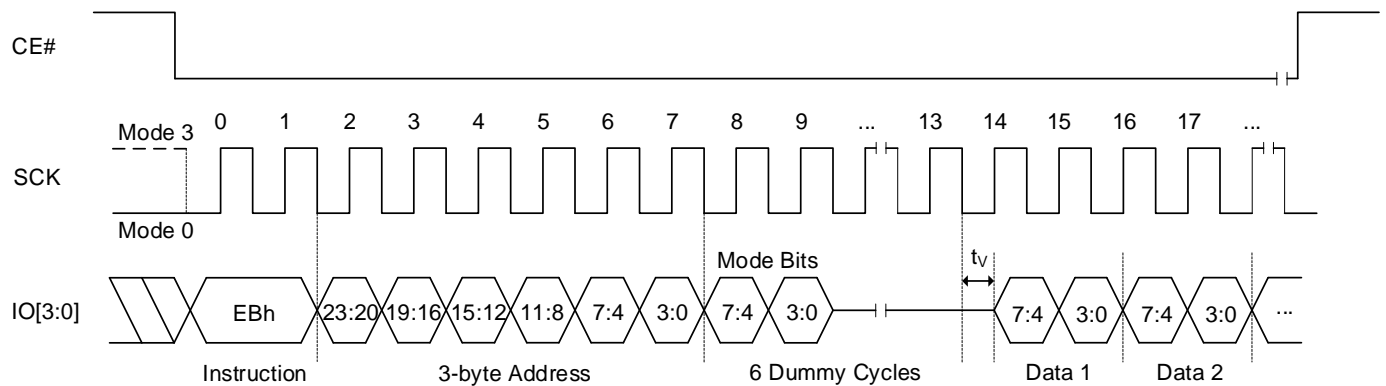 CE#
0 1 2 3 4 5 6 7 8 9 ... 13 14 15 16 17 ...
Mode 3
SCK
Mode 0
Mode Bits tV
IO[3:0] EBh 23:20 19:16 15:12 11:8 7:4 3:0 7:4 3:0 7:4 3:0 7:4 3:0 ...
Instruction 3-byte Address 6 Dummy Cycles Data 1 Data 2